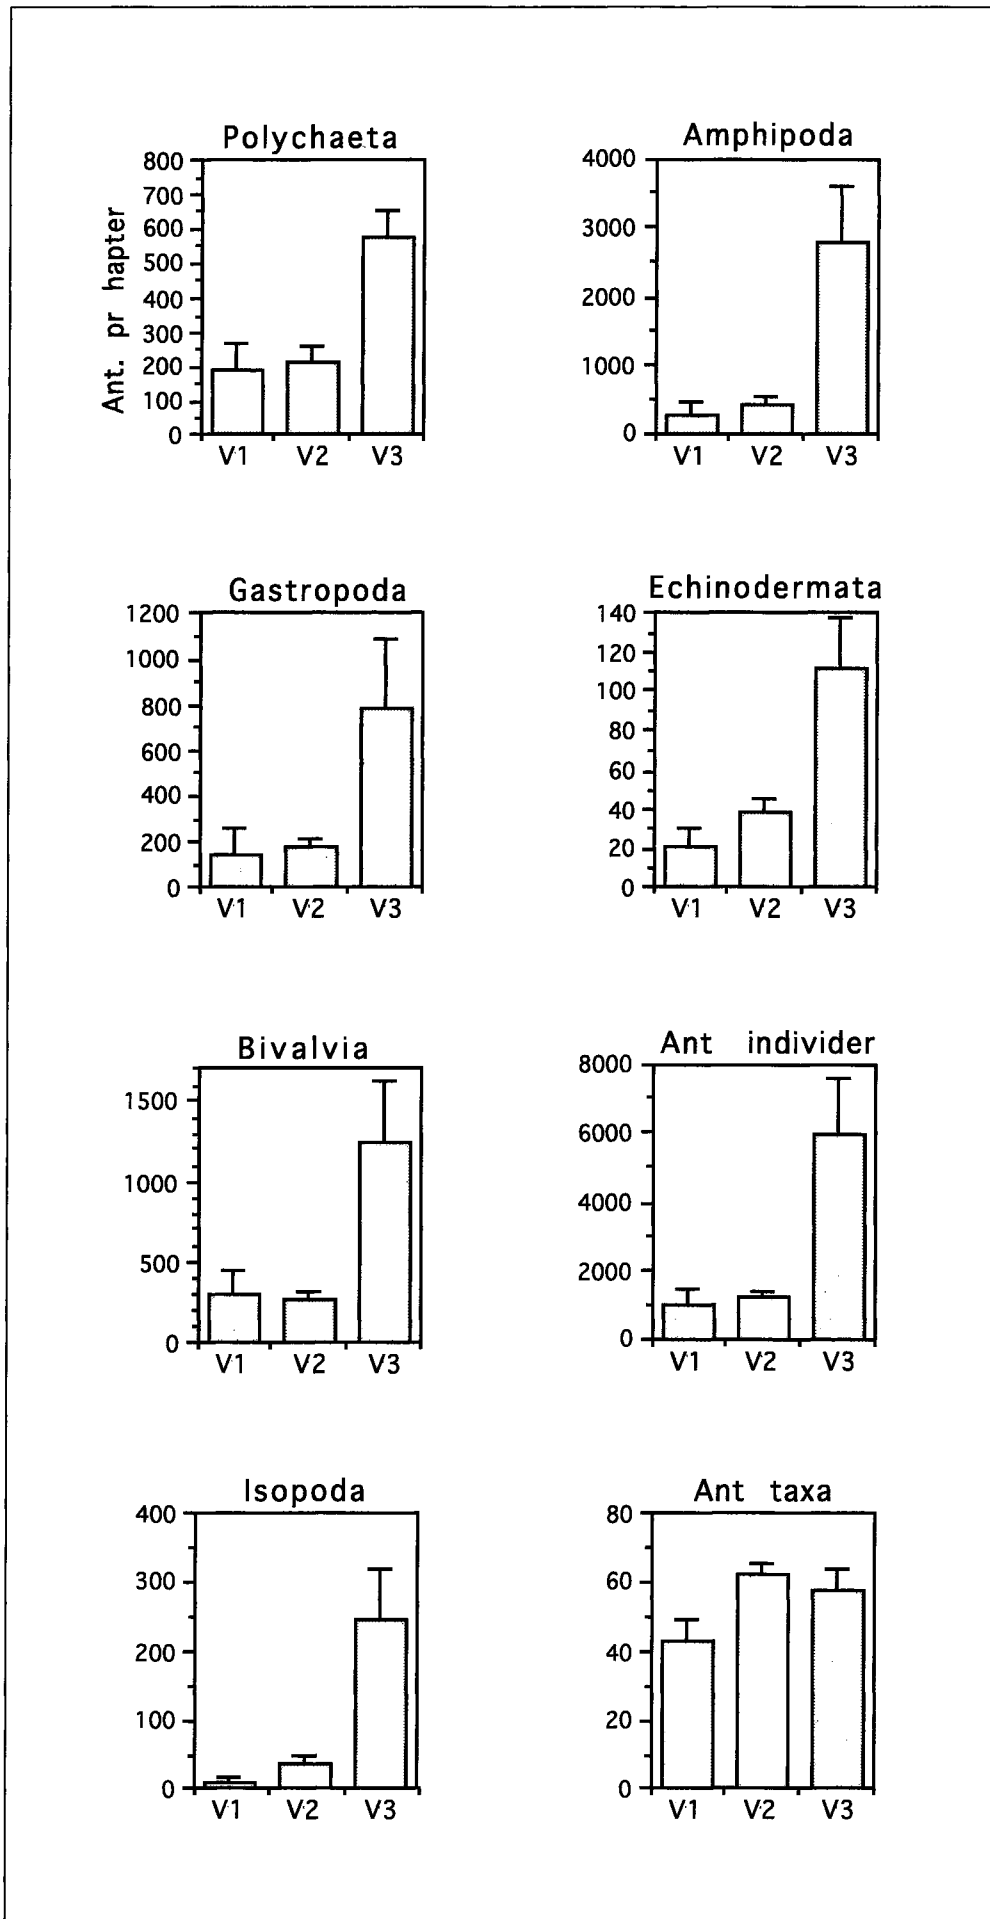 Polychaeta
Ant. pr hapter
800
700
600
500
400
300
200
100
0
V1 V2 V3
Amphipoda
4000
3000
2000
1000
0
V1 V2 V3
Gastropoda
1200
1000
800
600
400
200
0
V1 V2 V3
Echinodermata
140
120
100
80
60
40
20
0
V1 V2 V3
Bivalvia
1500
1000
500
0
V1 V2 V3
Ant individer
8000
6000
4000
2000
0
V1 V2 V3
Isopoda
400
300
200
100
0
V1 V2 V3
Ant taxa
80
60
40
20
0
V1 V2 V3